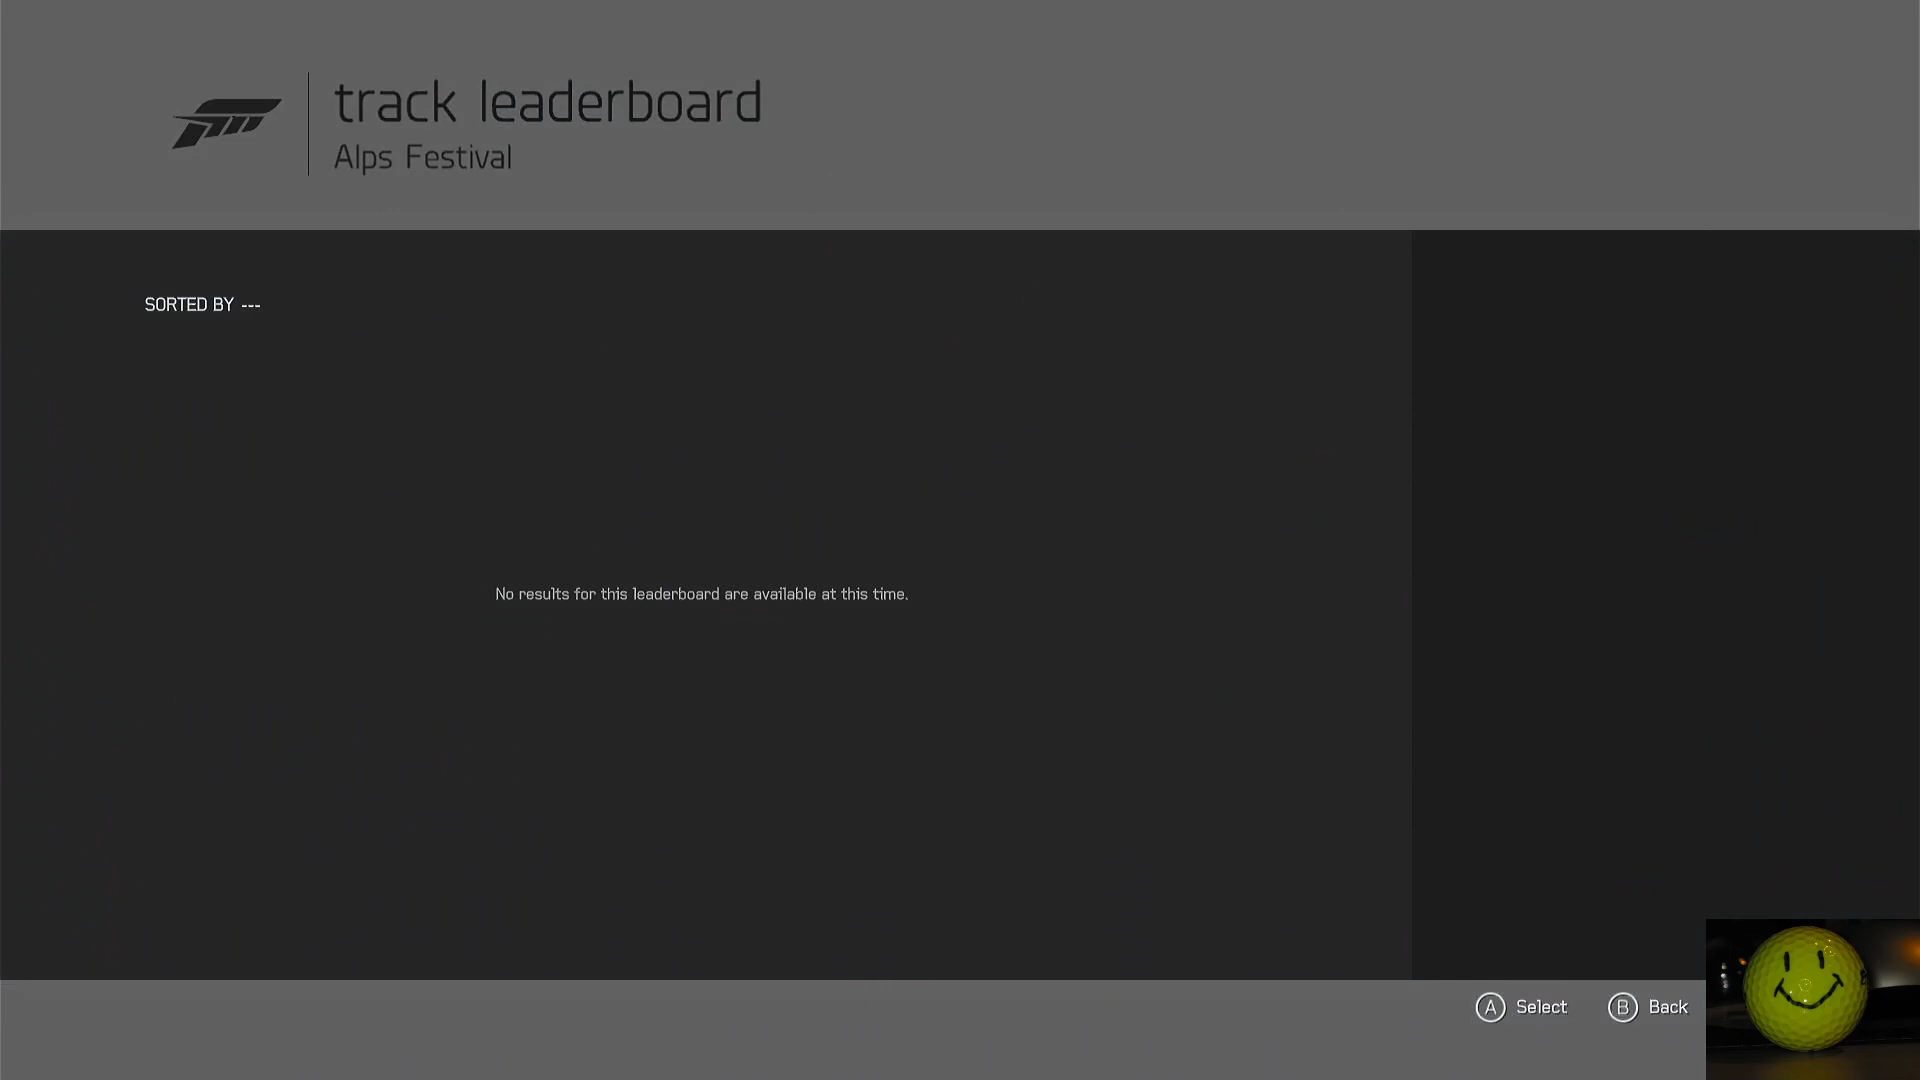 track leaderboard
Alps Festival
SORTED BY ---
No results for this leaderboard are available at this time.
A Select B Back